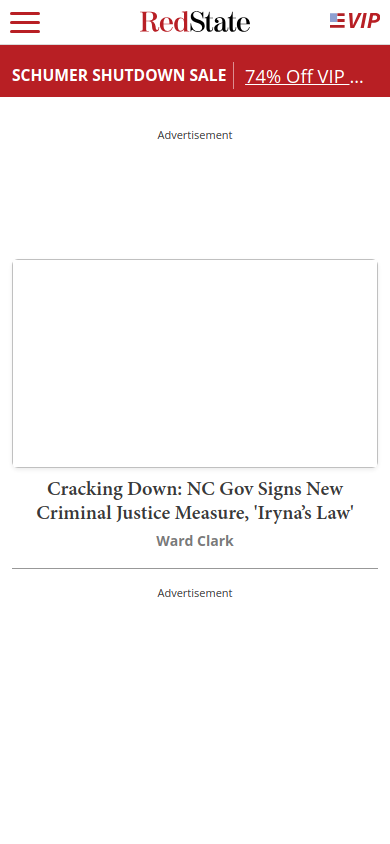 RedState
VIP
SCHUMER SHUTDOWN SALE
74% Off VIP ...
Advertisement
Cracking Down: NC Gov Signs New
Criminal Justice Measure, 'Iryna’s Law'
Ward Clark
Advertisement